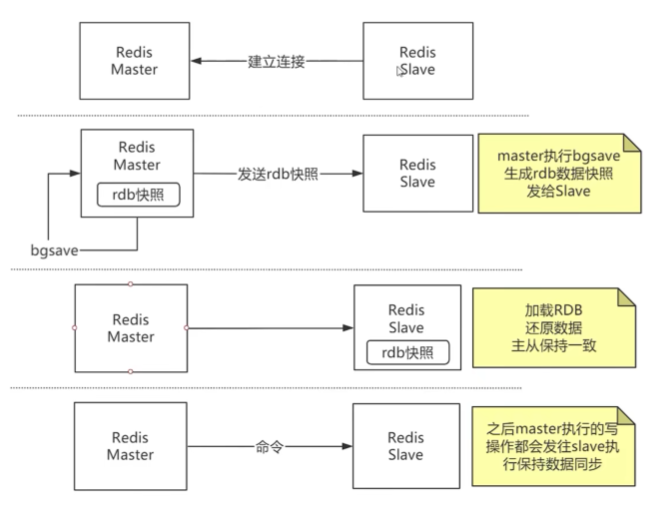 Redis
Master
建立连接
Redis
Slave
Redis
Master
rdb快照
bgsave
发送rdb快照
Redis
Slave
master执行bgsave
生成rdb数据快照
发给Slave
Redis
Master
Redis
Slave
rdb快照
加载RDB
还原数据
主从保持一致
Redis
Master
命令
Redis
Slave
之后master执行的写
操作都会发往slave执
行保持数据同步